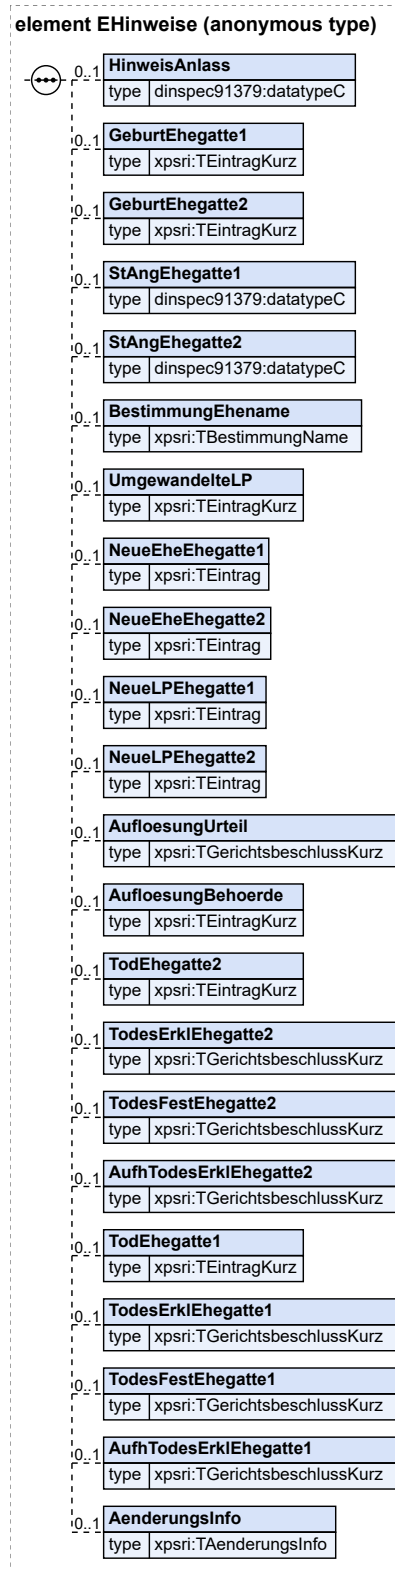 element EHinweise (anonymous type)
0..1 HinweisAnlass
type dinspec91379:datatypeC
0..1 GeburtEhegatte1
type xpsri:TEintragKurz
0..1 GeburtEhegatte2
type xpsri:TEintragKurz
0..1 StAngEhegatte1
type dinspec91379:datatypeC
0..1 StAngEhegatte2
type dinspec91379:datatypeC
0..1 BestimmungEhename
type xpsri:TBestimmungName
0..1 UmgewandelteLP
type xpsri:TEintragKurz
0..1 NeueEheEhegatte1
type xpsri:TEintrag
0..1 NeueEheEhegatte2
type xpsri:TEintrag
0..1 NeueLPEhegatte1
type xpsri:TEintrag
0..1 NeueLPEhegatte2
type xpsri:TEintrag
0..1 AufloesungUrteil
type xpsri:TGerichtsbeschlussKurz
0..1 AufloesungBehoerde
type xpsri:TEintragKurz
0..1 TodEhegatte2
type xpsri:TEintragKurz
0..1 TodesErklEhegatte2
type xpsri:TGerichtsbeschlussKurz
0..1 TodesFestEhegatte2
type xpsri:TGerichtsbeschlussKurz
0..1 AufhTodesErklEhegatte2
type xpsri:TGerichtsbeschlussKurz
0..1 TodEhegatte1
type xpsri:TEintragKurz
0..1 TodesErklEhegatte1
type xpsri:TGerichtsbeschlussKurz
0..1 TodesFestEhegatte1
type xpsri:TGerichtsbeschlussKurz
0..1 AufhTodesErklEhegatte1
type xpsri:TGerichtsbeschlussKurz
0..1 AenderungsInfo
type xpsri:TAenderungsInfo